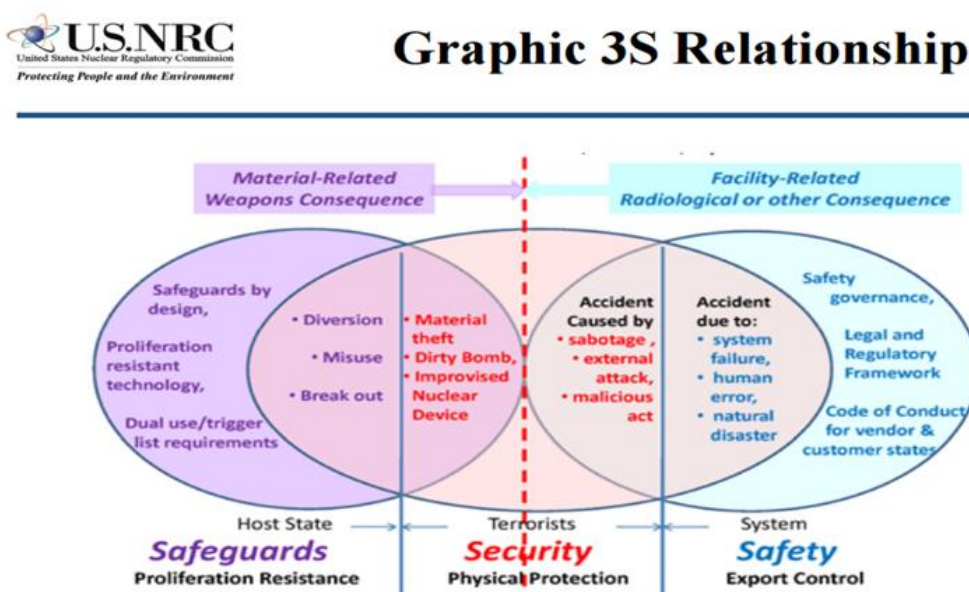 U.S.NRC
United States Nuclear Regulatory Commission
Protecting People and the Environment
Graphic 3S Relationship
Material-Related
Weapons Consequence
Facility-Related
Radiological or other Consequence
Safeguards by
design,
Proliferation
resistant
technology,
Dual use/trigger
list requirements
• Diversion
• Misuse
• Break out
• Material
theft
• Dirty Bomb,
• Improvised
Nuclear
Device
Accident
Caused by
• sabotage ,
• external
attack,
• malicious
act
Accident
due to:
• system
failure,
• human
error,
• natural
disaster
Safety
governance,
Legal and
Regulatory
Framework
Code of Conduct
for vendor &
customer states
Host State
Terrorists
System
Safeguards
Security
Safety
Proliferation Resistance
Physical Protection
Export Control